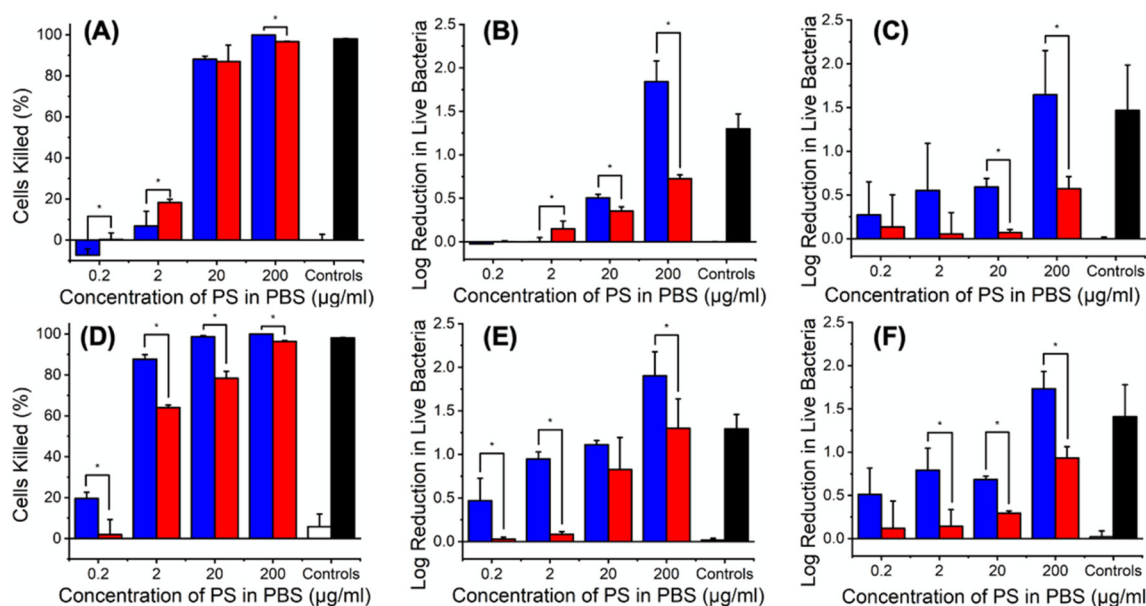 (A)
(B)
(C)
Cells Killed (%)
100
80
60
40
20
0
* *
*
0.2 2 20 200 Controls
Concentration of PS in PBS (µg/ml)
Log Reduction in Live Bacteria
2.5
2.0
1.5
1.0
0.5
0.0
*
*
*
0.2 2 20 200 Controls
Concentration of PS in PBS (µg/ml)
Log Reduction in Live Bacteria
2.5
2.0
1.5
1.0
0.5
0.0
*
*
0.2 2 20 200 Controls
Concentration of PS in PBS (µg/ml)
(D)
(E)
(F)
Cells Killed (%)
100
80
60
40
20
0
* * *
*
0.2 2 20 200 Controls
Concentration of PS in PBS (µg/ml)
Log Reduction in Live Bacteria
2.5
2.0
1.5
1.0
0.5
0.0
*
*
*
0.2 2 20 200 Controls
Concentration of PS in PBS (µg/ml)
Log Reduction in Live Bacteria
2.5
2.0
1.5
1.0
0.5
0.0
*
* *
0.2 2 20 200 Controls
Concentration of PS in PBS (µg/ml)